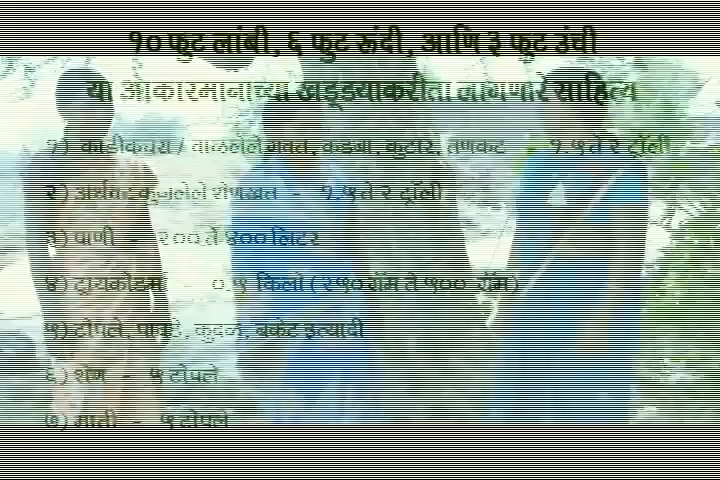 १० फुट लांबी, ६ फुट रूंदी, आणि ३ फुट उंची
या आकारमानाच्या खड्ड्याकरीता लागणारे साहित्य
१) काडीकचरा / वाळलेले गवत, कडबा, कुटार, तणकट - १.५ ते २ ट्रॉली
२) अर्धवट कुजलेले शेणखत - १.५ ते २ ट्रॉली
३) पाणी - २०० ते ४०० लिटर
४) ट्रायकोडर्मा - ०.५ किलो (२५० ग्रॅम ते ५०० ग्रॅम)
५) टोपले, पावडे, कुदळ, बकेट इत्यादी
६) शेण - ५ टोपले
७) माती - ५ टोपले